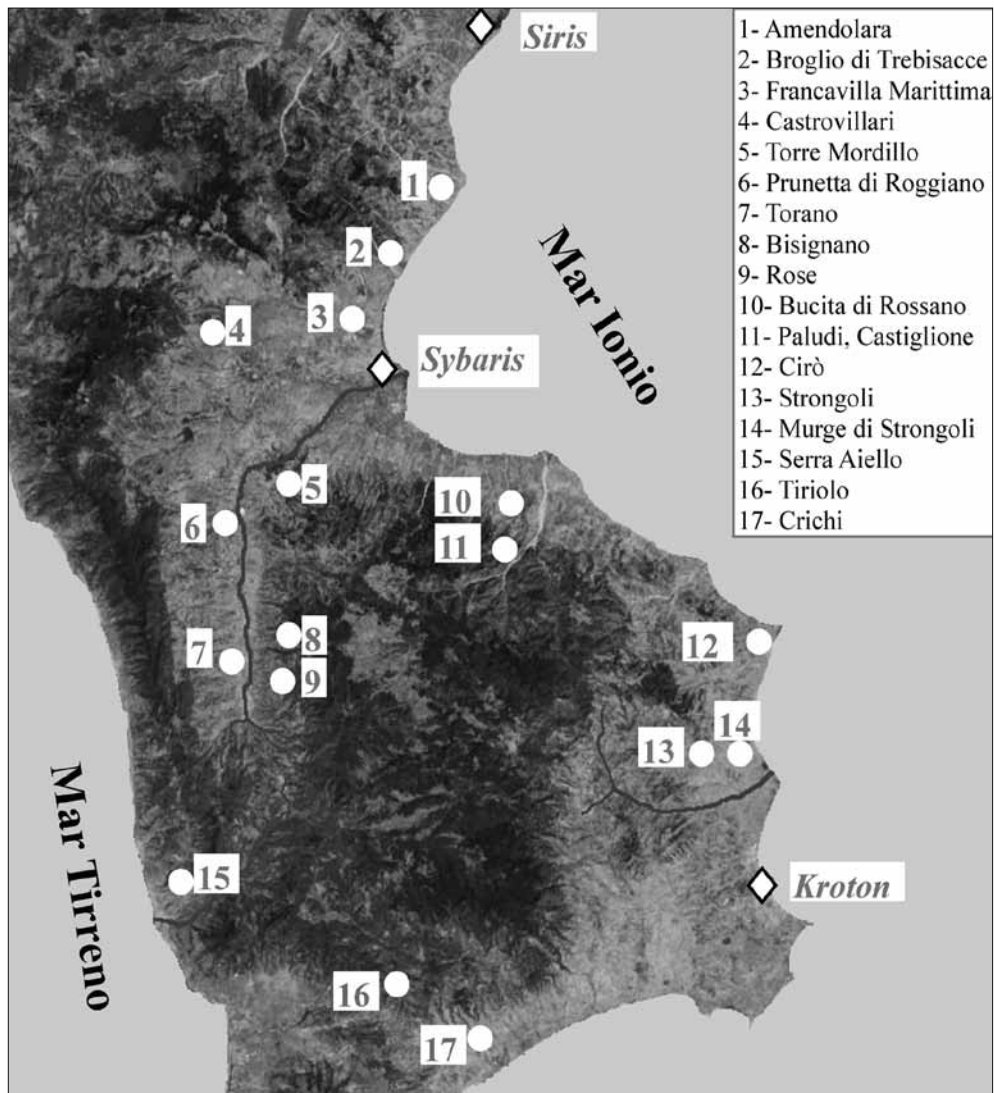 Siris
1- Amendolara
2- Broglio di Trebisacce
3- Francavilla Marittima
4- Castrovillari
5- Torre Mordillo
6- Prunetta di Roggiano
7- Torano
8- Bisignano
9- Rose
10- Bucita di Rossano
11- Paludi, Castiglione
12- Cirò
13- Strongoli
14- Murge di Strongoli
15- Serra Aiello
16- Tiriolo
17- Crichi
1
2
Mar Ionio
3
4
Sybaris
5
6
10
11
8
12
7
9
14
13
Mar Tirreno
15
Kroton
16
17